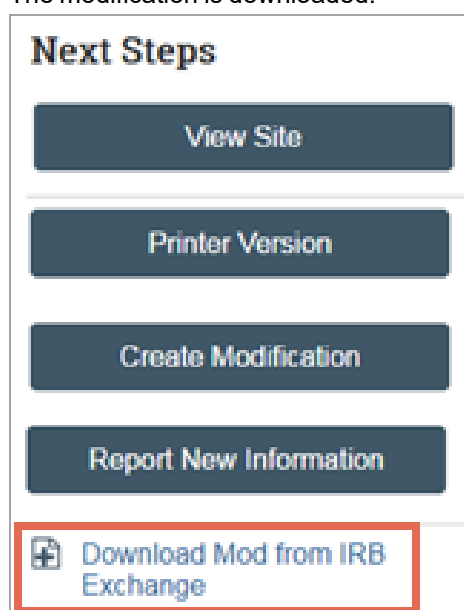 The modification is downloaded.
Next Steps
View Site
Printer Version
Create Modification
Report New Information
Download Mod from IRB
Exchange